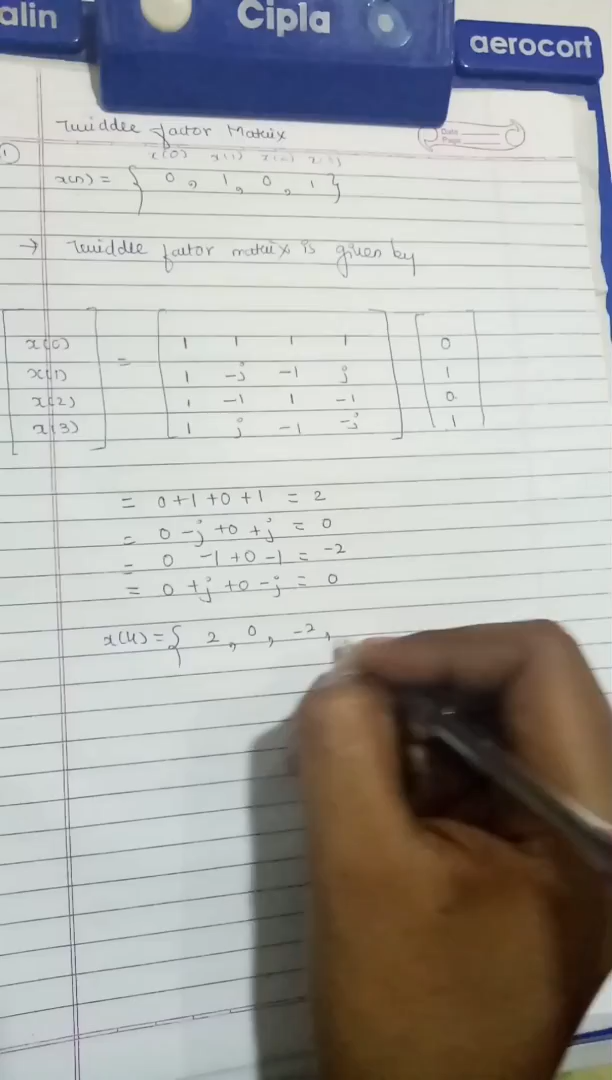 alin
Cipla
aerocort
Twiddle factor Matrix
Date
Page
x(0) x(1) x(2) x(3)
① x(n) = { 0, 1, 0, 1 }
→ Twiddle factor matrix is given by
x(0) = 1 1 1 1 0
x(1) 1 -j -1 j 1
x(2) 1 -1 1 -1 0
x(3) 1 j -1 -j 1
= 0+1+0+1 = 2
= 0 -j +0 +j = 0
= 0 -1+0-1 = -2
= 0 +j +0 -j = 0
x(k) = { 2, 0, -2,